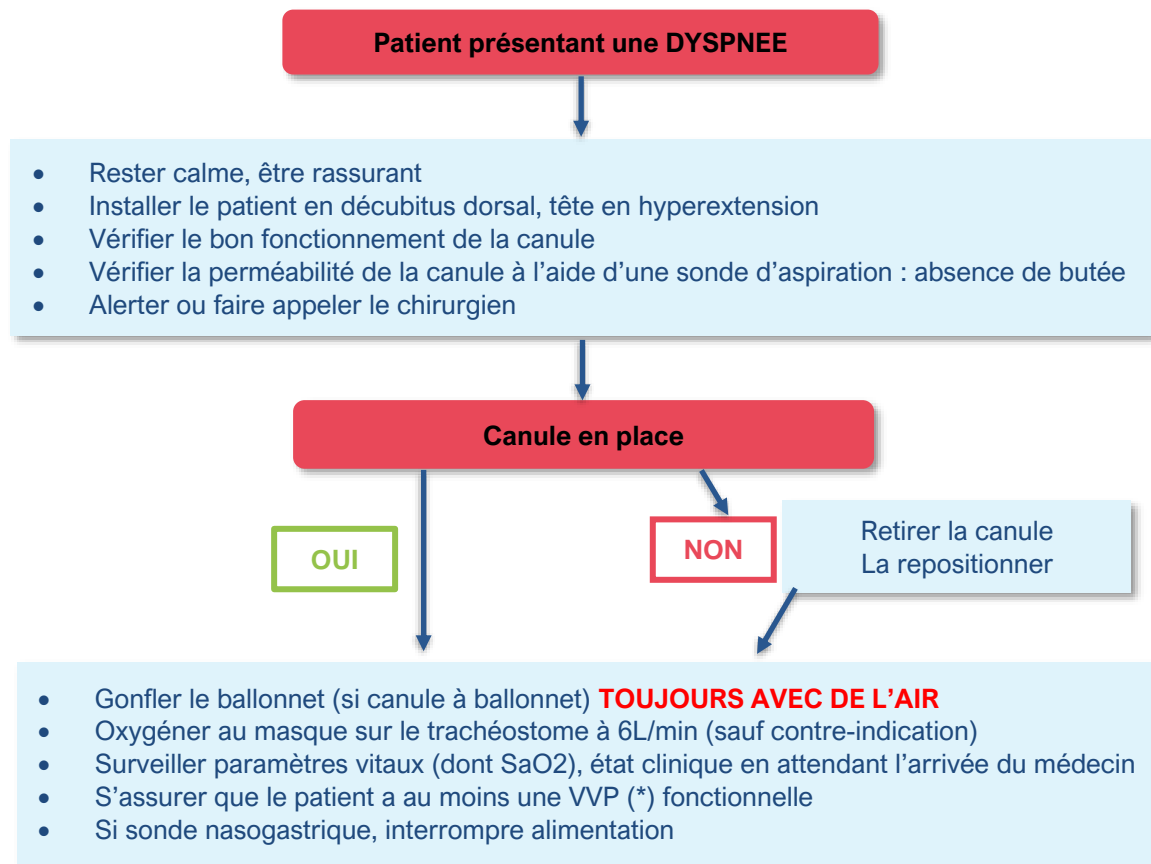 Patient présentant une DYSPNEE
• Rester calme, être rassurant
• Installer le patient en décubitus dorsal, tête en hyperextension
• Vérifier le bon fonctionnement de la canule
• Vérifier la perméabilité de la canule à l’aide d’une sonde d’aspiration : absence de butée
• Alerter ou faire appeler le chirurgien
Canule en place
OUI
NON
Retirer la canule
La repositionner
• Gonfler le ballonnet (si canule à ballonnet) TOUJOURS AVEC DE L’AIR
• Oxygéner au masque sur le trachéostome à 6L/min (sauf contre-indication)
• Surveiller paramètres vitaux (dont SaO2), état clinique en attendant l’arrivée du médecin
• S’assurer que le patient a au moins une VVP (*) fonctionnelle
• Si sonde nasogastrique, interrompre alimentation